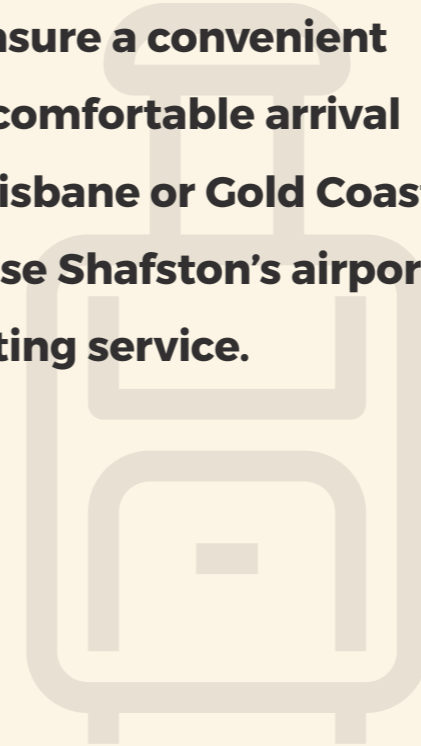 nsure a convenient
comfortable arrival
isbane or Gold Coas
se Shafston's airpor
ting service.